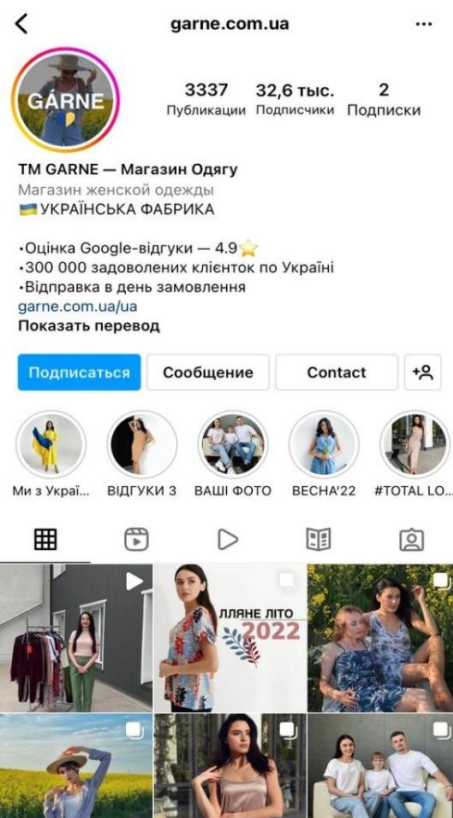 garne.com.ua
GÁRNE
3337
32,6 тыс.
2
Публикации
Подписчики
Подписки
ТМ GARNE — Магазин Одягу
Магазин женской одежды
УКРАЇНСЬКА ФАБРИКА
•Оцінка Google-відгуки — 4.9
•300 000 задоволених клієнток по Україні
•Відправка в день замовлення
garne.com.ua/ua
Показать перевод
Подписаться
Сообщение
Contact
Ми з Украї...
ВІДГУКИ З
ВАШІ ФОТО
ВЕСНА'22
#TOTAL LO...
ЛЛЯНЕ ЛІТО
2022